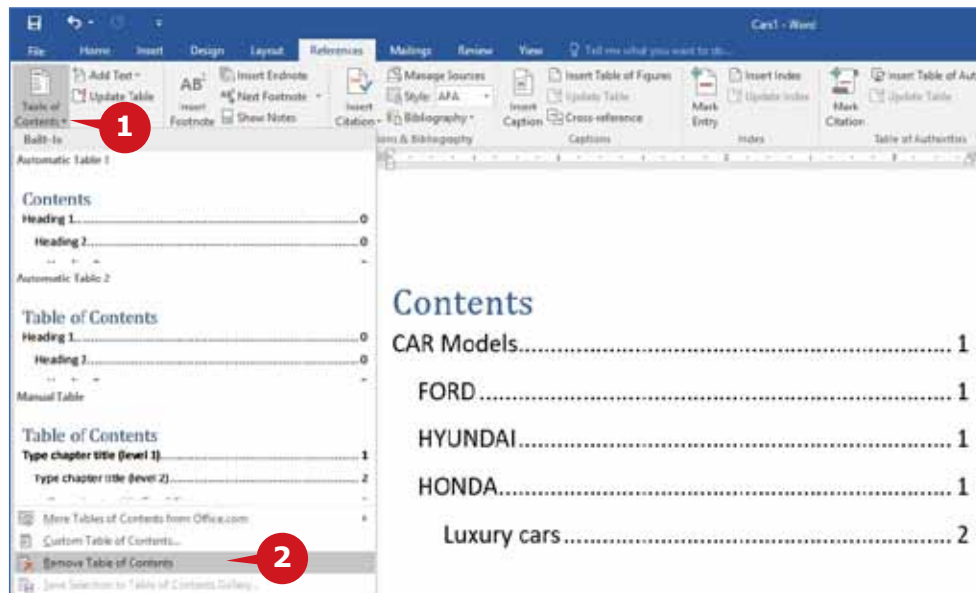 Cars1 - Word
File Home Insert Design Layout References Mailings Review View Tell me what you want to do...
Table of Contents
Add Text
Update Table
AB¹
Insert Footnote
Insert Endnote
Next Footnote
Show Notes
Insert Citation
Manage Sources
Style: APA
Bibliography
Insert Caption
Insert Table of Figures
Update Table
Cross-reference
Mark Entry
Insert Index
Update Index
Mark Citation
Insert Table of Aut
Update Table
ons & Bibliography
Captions
Index
Table of Authorities
1
Built-In
Automatic Table 1
Contents
Heading 1........0
Heading 2........0
Automatic Table 2
Table of Contents
Heading 1........0
Heading 2........0
Manual Table
Table of Contents
Type chapter title (level 1)........1
Type chapter title (level 2)........2
More Tables of Contents from Office.com
Custom Table of Contents...
Remove Table of Contents
2
Save Selection to Table of Contents Gallery...
Contents
CAR Models........1
FORD........1
HYUNDAI........1
HONDA........1
Luxury cars........2